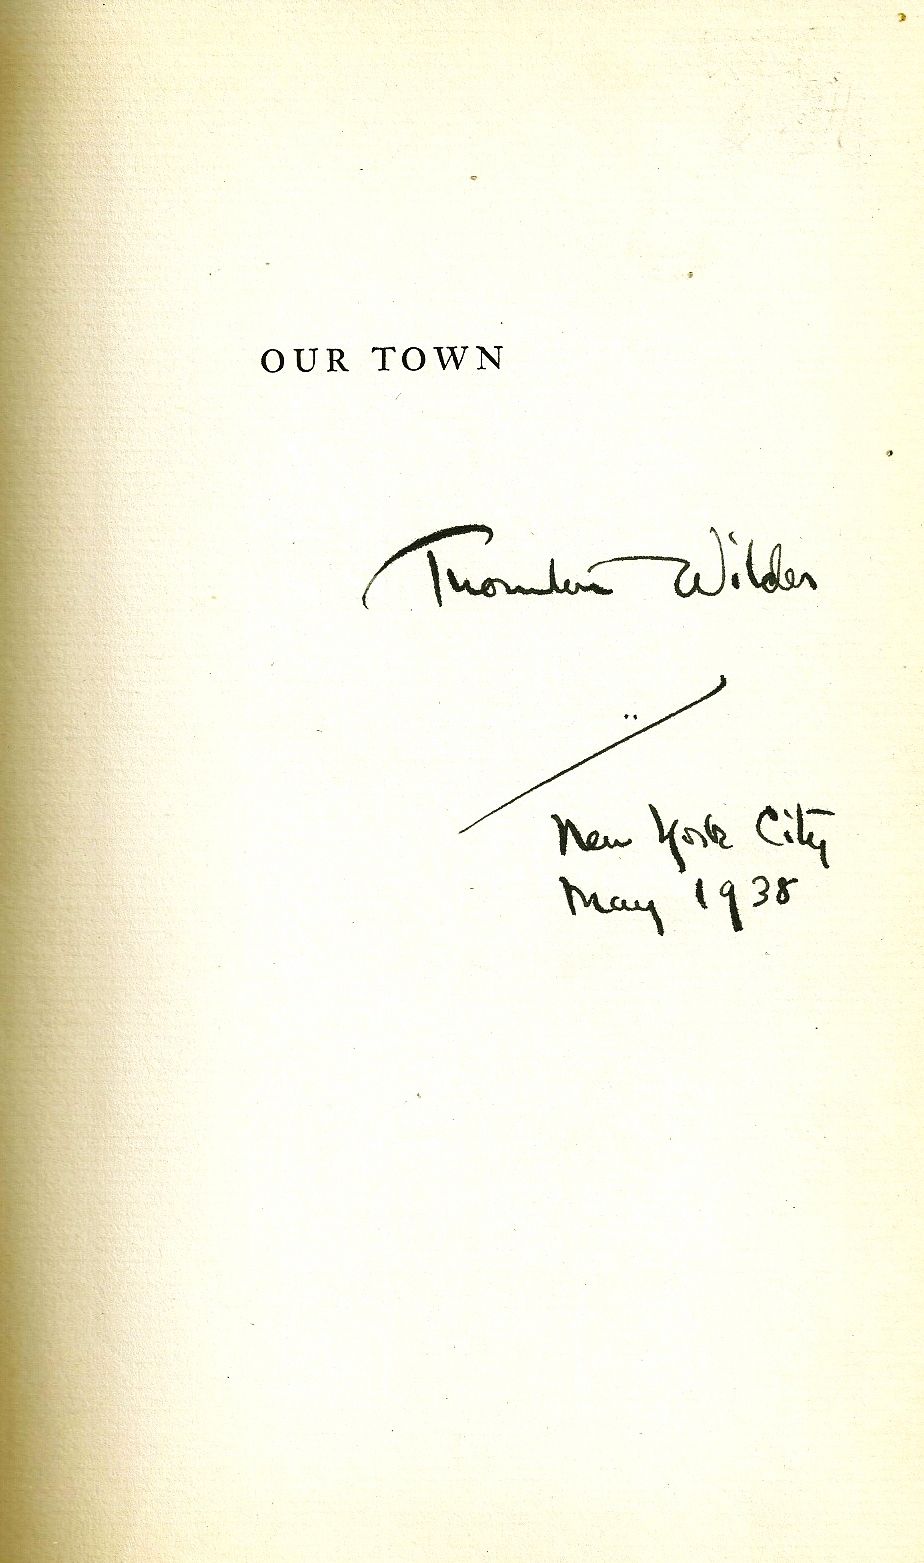 OUR TOWN
Thornton Wilder
New York City
May 1938